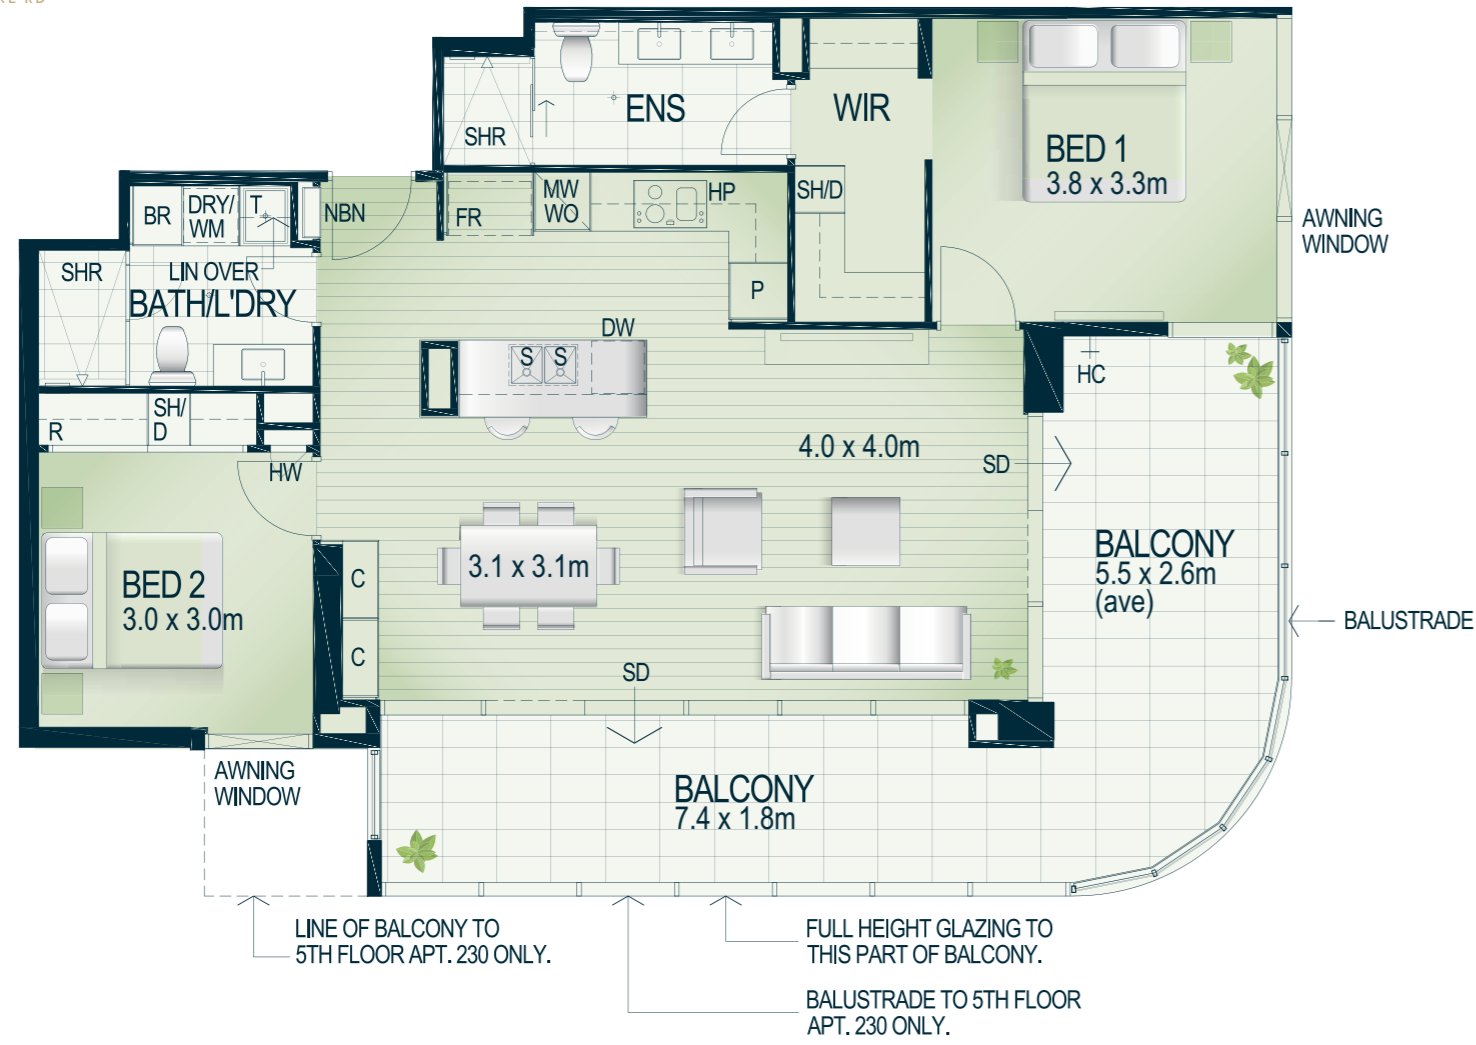 ENS
WIR
SHR
BED 1
3.8 x 3.3m
MW
WO
HP
SH/D
FR
NBN
BR
DRY/
WM
T
AWNING
WINDOW
SHR
LIN OVER
BATH/L'DRY
P
DW
S S
HC
R
SH/
D
HW
4.0 x 4.0m
SD
BALCONY
5.5 x 2.6m
(ave)
3.1 x 3.1m
BED 2
3.0 x 3.0m
C
C
BALUSTRADE
SD
AWNING
WINDOW
BALCONY
7.4 x 1.8m
LINE OF BALCONY TO
5TH FLOOR APT. 230 ONLY.
FULL HEIGHT GLAZING TO
THIS PART OF BALCONY.
BALUSTRADE TO 5TH FLOOR
APT. 230 ONLY.